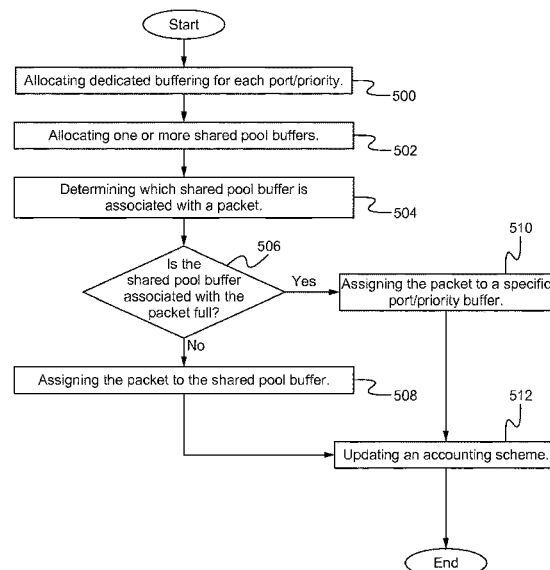 Start
Allocating dedicated buffering for each port/priority.
500
Allocating one or more shared pool buffers.
502
Determining which shared pool buffer is
associated with a packet.
504
506
Is the
shared pool buffer
associated with the
packet full?
Yes
510
Assigning the packet to a specific
port/priority buffer.
No
Assigning the packet to the shared pool buffer.
508
512
Updating an accounting scheme.
End